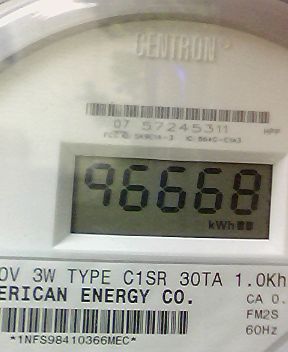 CENTRON
07 57245311 HPP
96668
kWh
0V 3W TYPE C1SR 30TA 1.0Kh
ERICAN ENERGY CO. CA 0.
FM2S
60Hz
*1NFS98410366MEC*